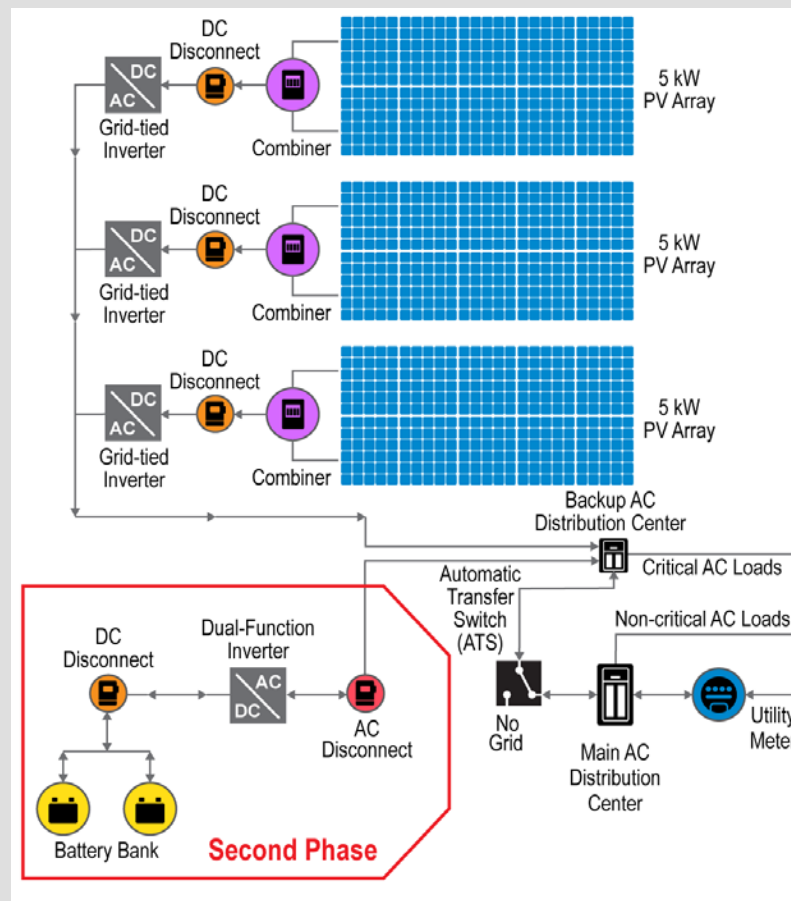 DC
Disconnect
DC
AC
Grid-tied
Inverter
Combiner
5 kW
PV Array
DC
Disconnect
DC
AC
Grid-tied
Inverter
Combiner
5 kW
PV Array
DC
Disconnect
DC
AC
Grid-tied
Inverter
Combiner
5 kW
PV Array
Backup AC
Distribution Center
Critical AC Loads
Automatic
Transfer
Switch
(ATS)
Non-critical AC Loads
No
Grid
Main AC
Distribution
Center
Utility
Meter
DC
Disconnect
Dual-Function
Inverter
AC
DC
AC
Disconnect
Battery Bank
Second Phase